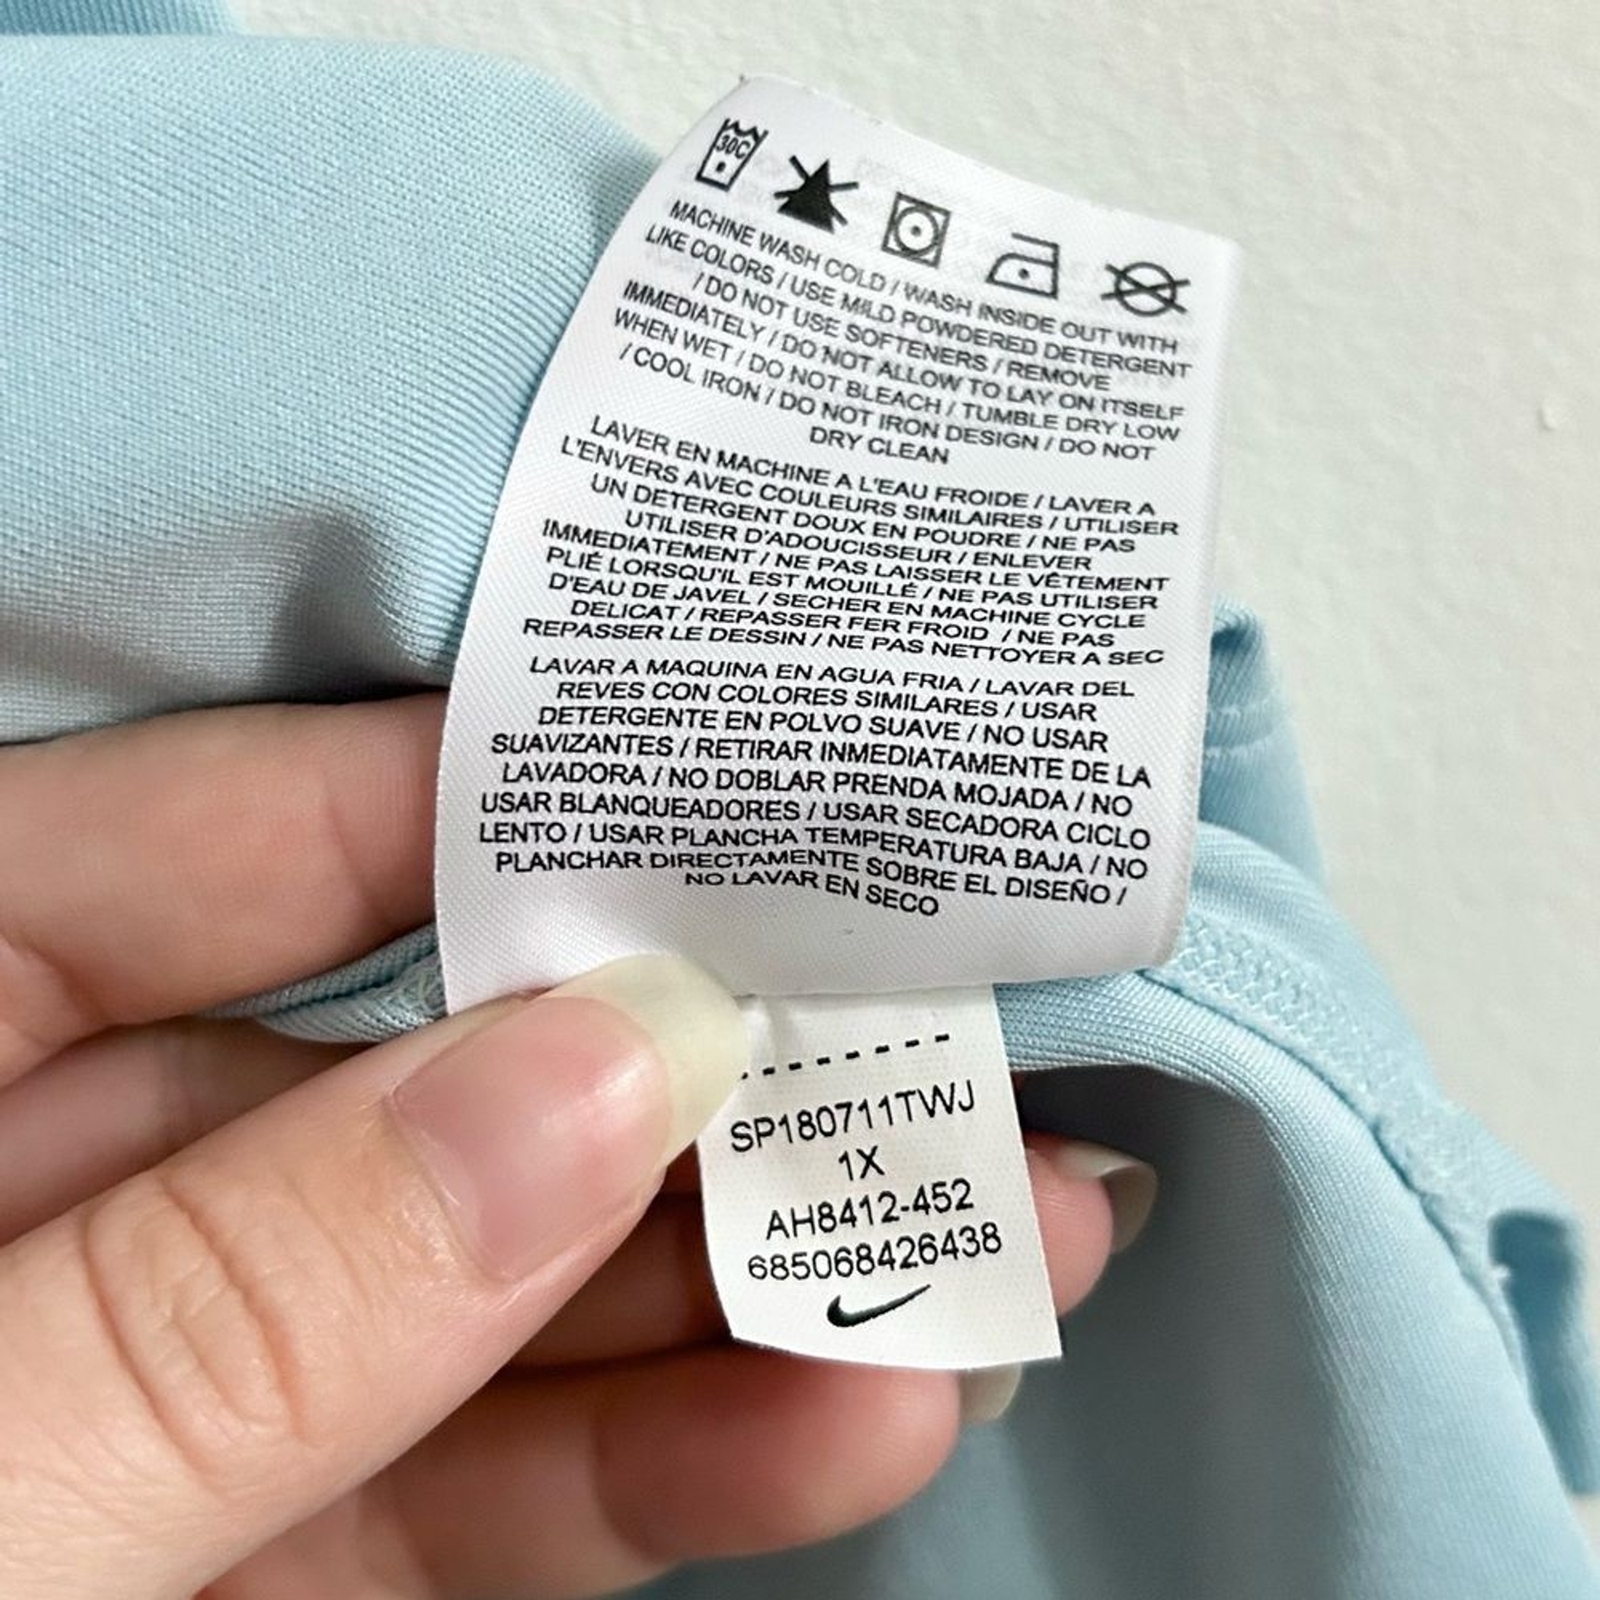 30C
MACHINE WASH COLD / WASH INSIDE OUT WITH
LIKE COLORS / USE MILD POWDERED DETERGENT
/ DO NOT USE SOFTENERS / REMOVE
IMMEDIATELY / DO NOT ALLOW TO LAY ON ITSELF
WHEN WET / DO NOT BLEACH / TUMBLE DRY LOW
/ COOL IRON / DO NOT IRON DESIGN / DO NOT
DRY CLEAN
LAVER EN MACHINE A L'EAU FROIDE / LAVER A
L'ENVERS AVEC COULEURS SIMILAIRES / UTILISER
UN DETERGENT DOUX EN POUDRE / NE PAS
UTILISER D'ADOUCISSEUR / ENLEVER
IMMEDIATEMENT / NE PAS LAISSER LE VÊTEMENT
PLIÉ LORSQU'IL EST MOUILLÉ / NE PAS UTILISER
D'EAU DE JAVEL / SECHER EN MACHINE CYCLE
DELICAT / REPASSER FER FROID / NE PAS
REPASSER LE DESSIN / NE PAS NETTOYER A SEC
LAVAR A MAQUINA EN AGUA FRIA / LAVAR DEL
REVES CON COLORES SIMILARES / USAR
DETERGENTE EN POLVO SUAVE / NO USAR
SUAVIZANTES / RETIRAR INMEDIATAMENTE DE LA
LAVADORA / NO DOBLAR PRENDA MOJADA / NO
USAR BLANQUEADORES / USAR SECADORA CICLO
LENTO / USAR PLANCHA TEMPERATURA BAJA / NO
PLANCHAR DIRECTAMENTE SOBRE EL DISEÑO /
NO LAVAR EN SECO
SP180711TWJ
1X
AH8412-452
685068426438